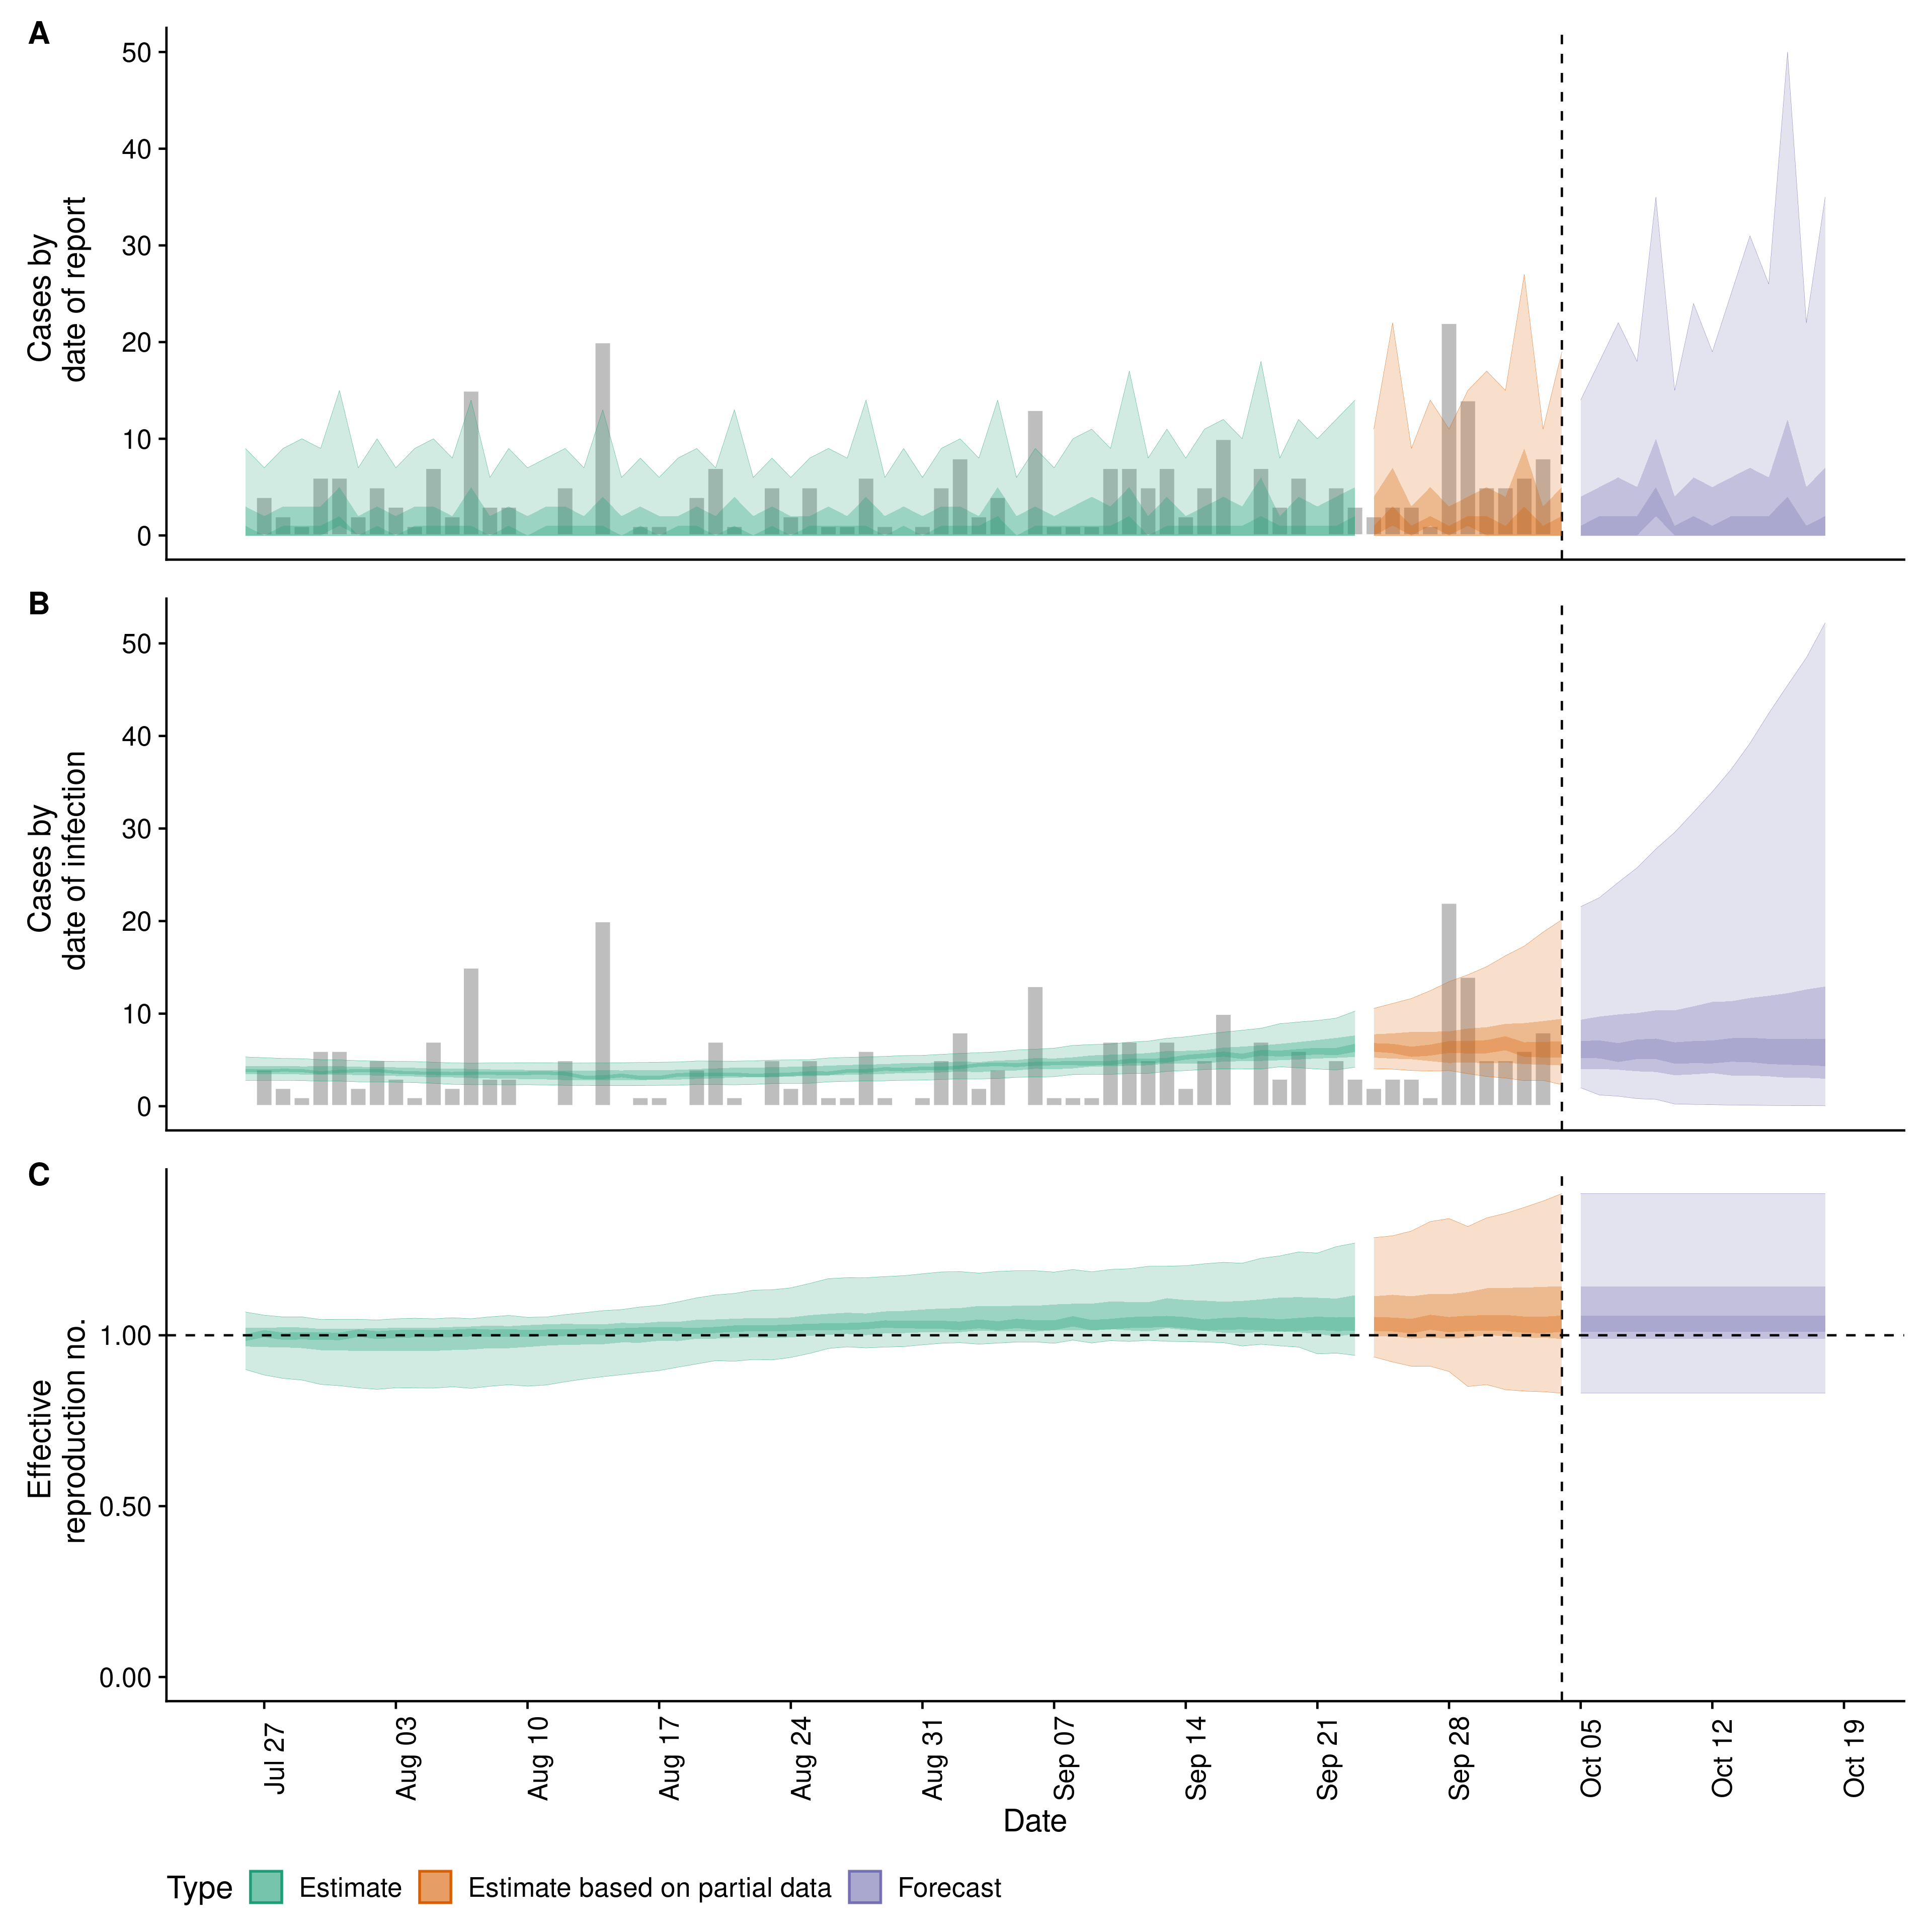 A
Cases by
date of report
50
40
30
20
10
0
B
Cases by
date of infection
50
40
30
20
10
0
C
Effective
reproduction no.
1.00
0.50
0.00
Jul 27
Aug 03
Aug 10
Aug 17
Aug 24
Aug 31
Sep 07
Sep 14
Sep 21
Sep 28
Oct 05
Oct 12
Oct 19
Date
Type Estimate Estimate based on partial data Forecast